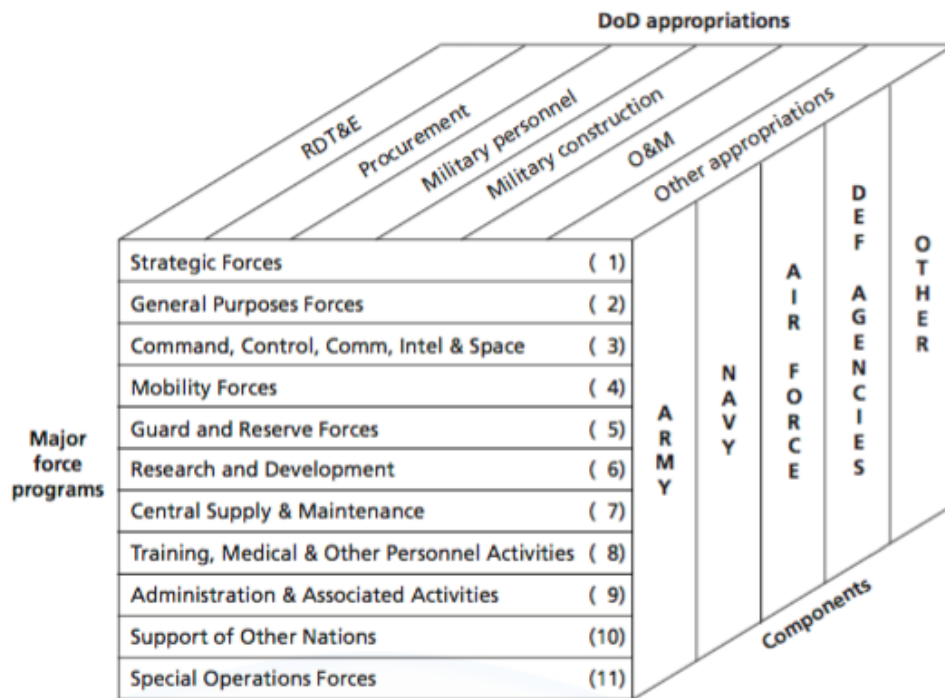 DoD appropriations
RDT&E
Procurement
Military personnel
Military construction
O&M
Other appropriations
Major
force
programs
Strategic Forces ( 1)
General Purposes Forces ( 2)
Command, Control, Comm, Intel & Space ( 3)
Mobility Forces ( 4)
Guard and Reserve Forces ( 5)
Research and Development ( 6)
Central Supply & Maintenance ( 7)
Training, Medical & Other Personnel Activities ( 8)
Administration & Associated Activities ( 9)
Support of Other Nations (10)
Special Operations Forces (11)
ARMY
NAVY
AIR FORCE
DEF AGENCIES
OTHER
Components